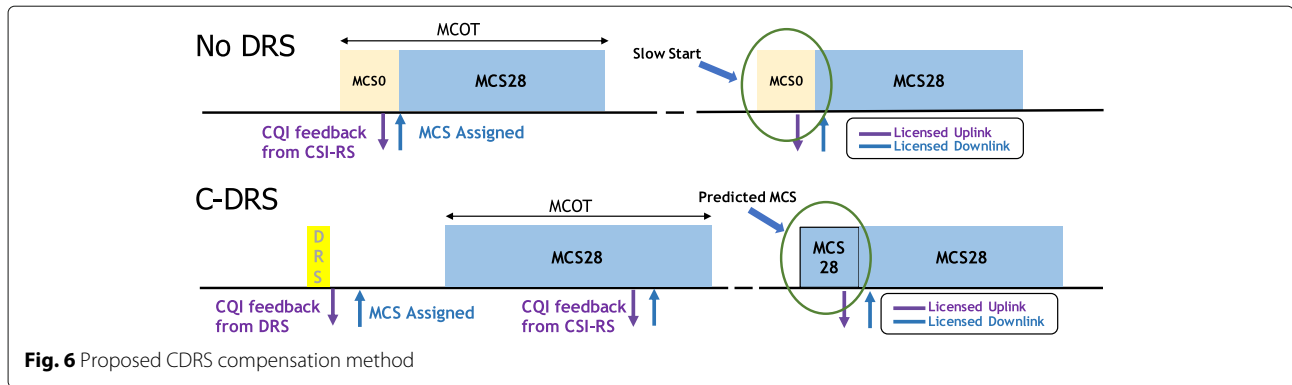 No DRS
MCOT
Slow Start
MCS0
MCS28
MCS0
MCS28
CQI feedback
from CSI-RS
MCS Assigned
Licensed Uplink
Licensed Downlink
C-DRS
MCOT
Predicted MCS
D
R
S
MCS28
MCS
28
MCS28
CQI feedback
from DRS
MCS Assigned
CQI feedback
from CSI-RS
Licensed Uplink
Licensed Downlink
Fig. 6 Proposed CDRS compensation method